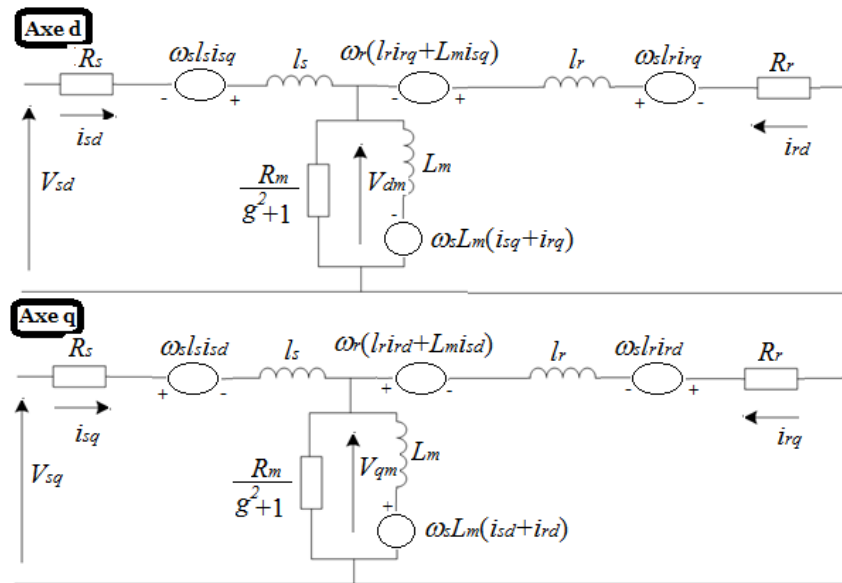 Axe d
Rs ωslsisq ls ωr(lrirq+Lmisq) lr ωslrirq Rr
- + - + + -
isd ird
Vsd Rm/g²+1 Vdm Lm
-
ωsLm(isq+irq)
Axe q
Rs ωslsisd ls ωr(lrird+Lmisd) lr ωslrird Rr
+ - + - - +
isq irq
Vsq Rm/g²+1 Vqm Lm
+
ωsLm(isd+ird)